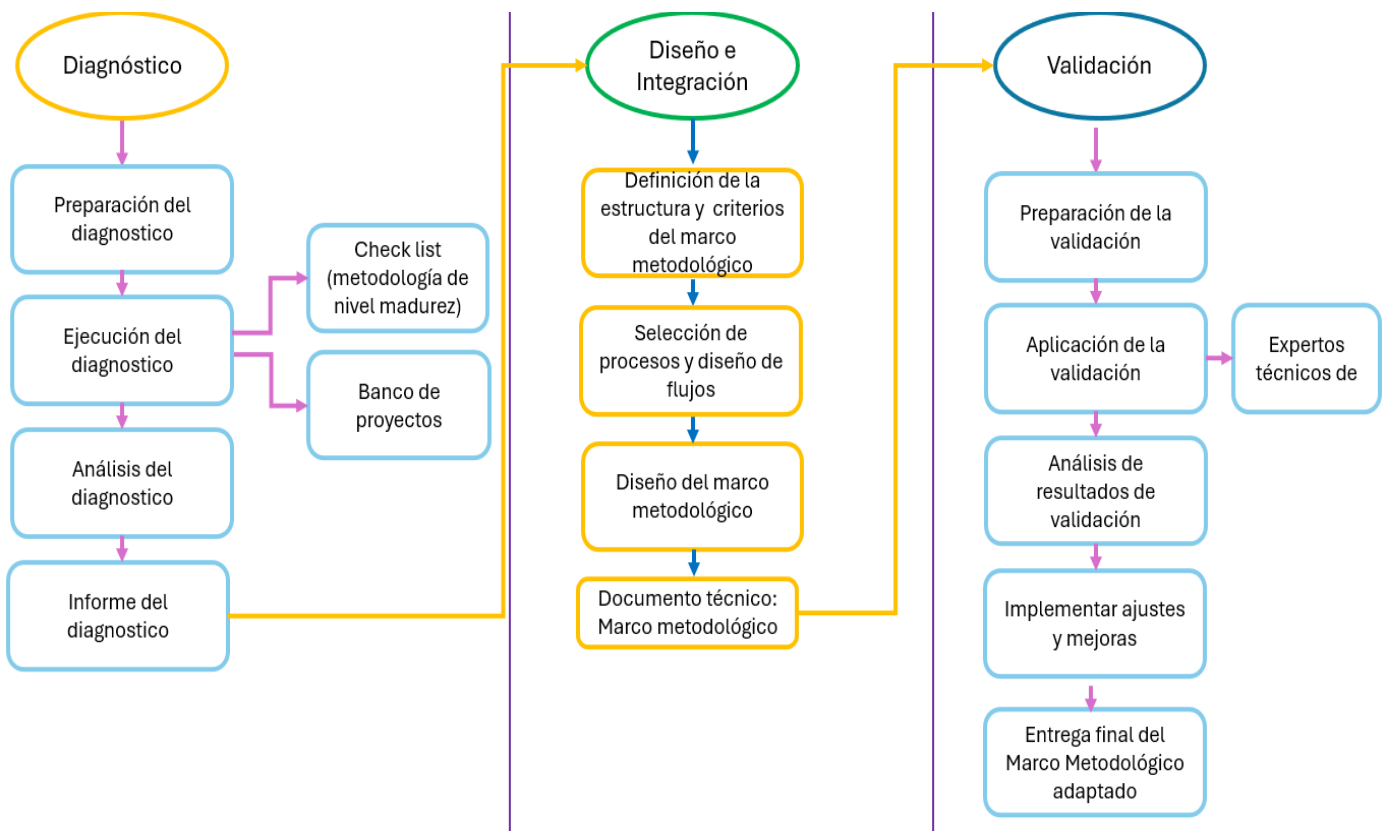 Diagnóstico
Preparación del
diagnostico
Ejecución del
diagnostico
Check list
(metodología de
nivel madurez)
Banco de
proyectos
Análisis del
diagnostico
Informe del
diagnostico
Diseño e
Integración
Definición de la
estructura y criterios
del marco
metodológico
Selección de
procesos y diseño de
flujos
Diseño del marco
metodológico
Documento técnico:
Marco metodológico
Validación
Preparación de la
validación
Aplicación de la
validación
Expertos
técnicos de
Análisis de
resultados de
validación
Implementar ajustes
y mejoras
Entrega final del
Marco Metodológico
adaptado